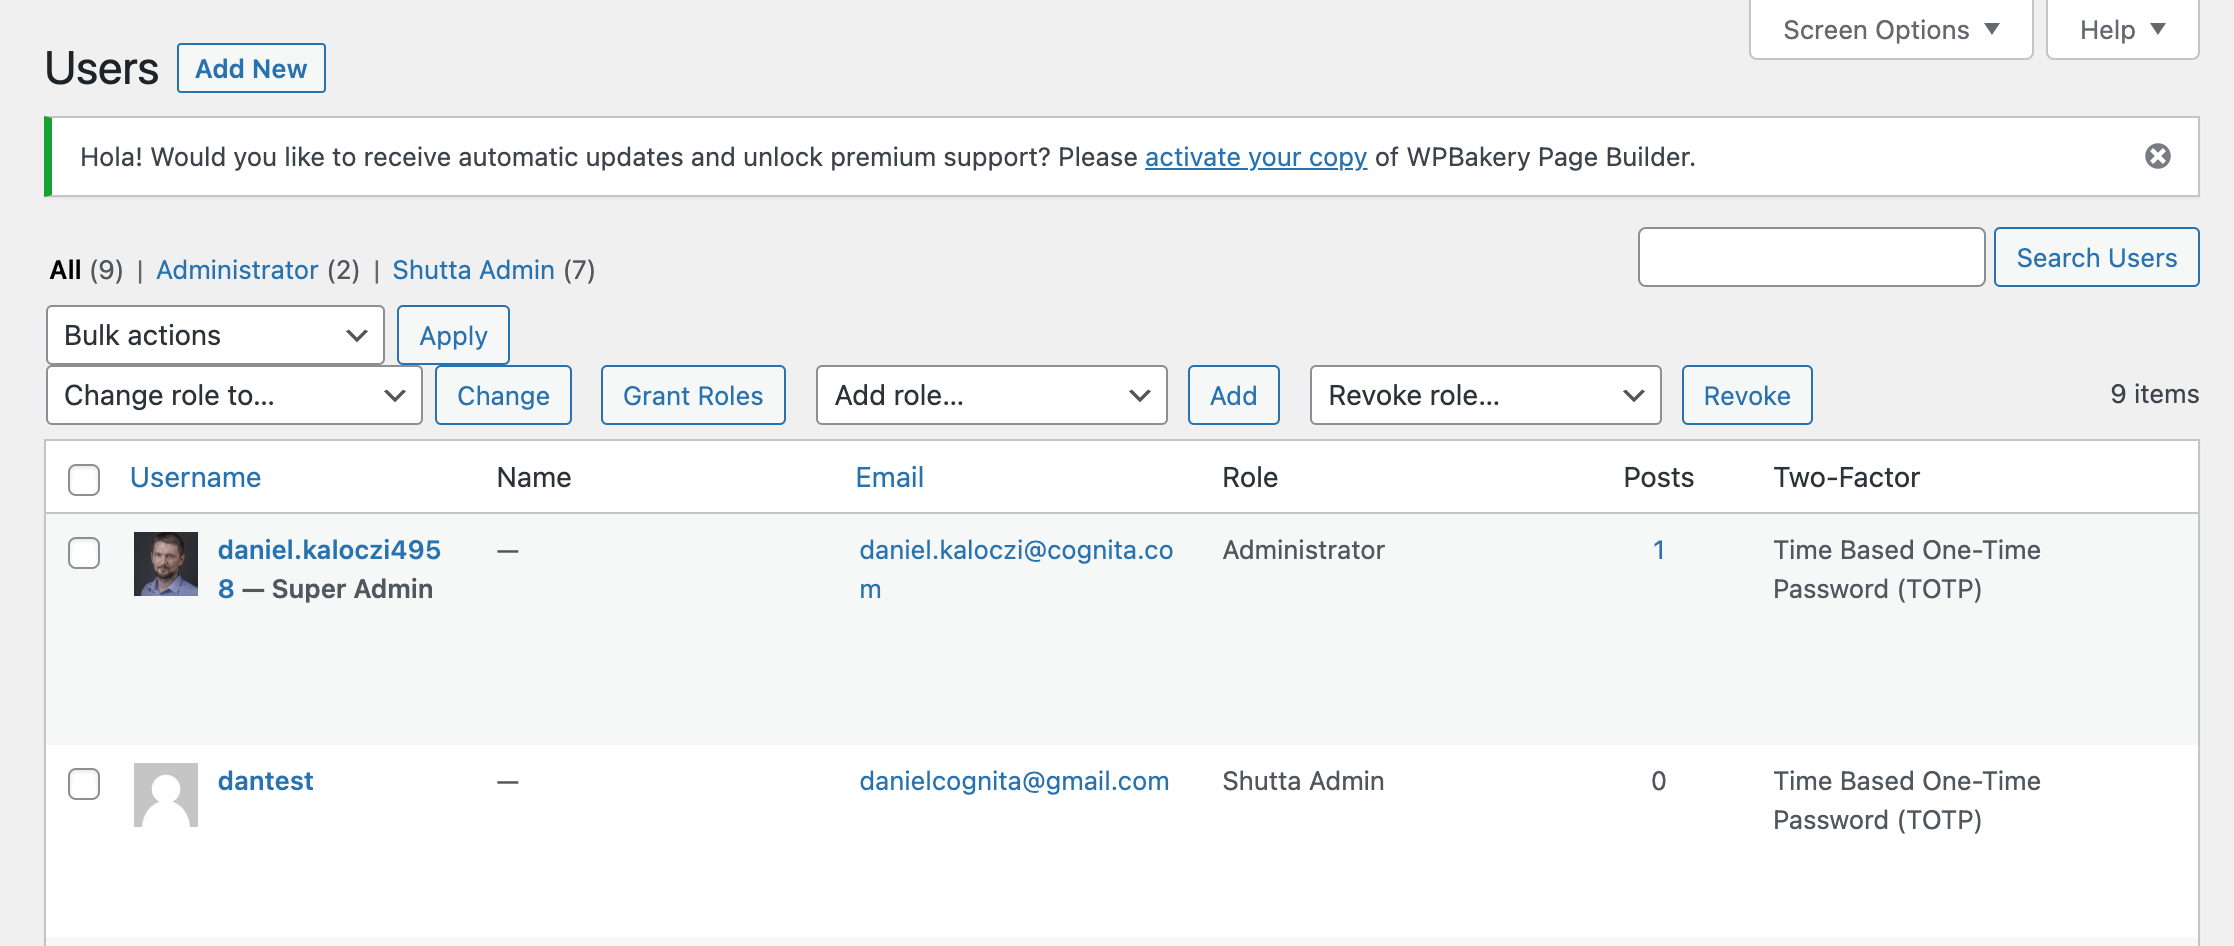 Screen Options ▼ Help ▼
Users Add New
Hola! Would you like to receive automatic updates and unlock premium support? Please activate your copy of WPBakery Page Builder.
All (9) | Administrator (2) | Shutta Admin (7)
Search Users
Bulk actions Apply
Change role to... Change Grant Roles Add role... Add Revoke role... Revoke 9 items
Username Name Email Role Posts Two-Factor
daniel.kaloczi495 — daniel.kaloczi@cognita.co Administrator 1 Time Based One-Time
8 — Super Admin m Password (TOTP)
dantest — danielcognita@gmail.com Shutta Admin 0 Time Based One-Time
Password (TOTP)